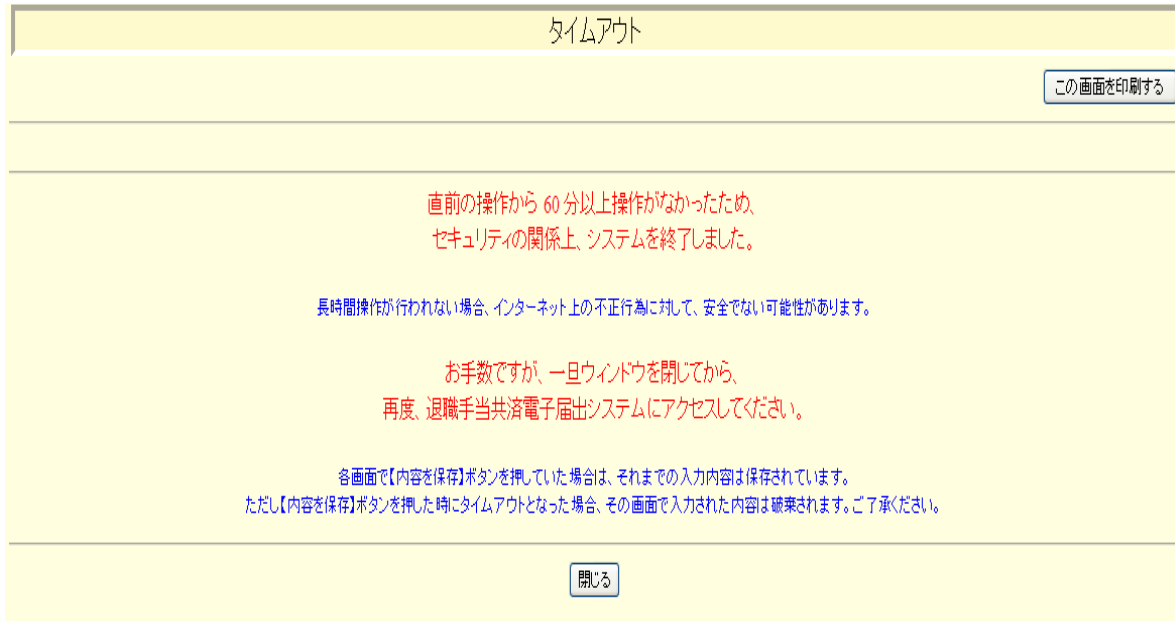 タイムアウト
この画面を印刷する
直前の操作から 60 分以上操作がなかったため、
セキュリティの関係上、システムを終了しました。
長時間操作が行われない場合、インターネット上の不正行為に対して、安全でない可能性があります。
お手数ですが、一旦ウィンドウを閉じてから、
再度、退職手当共済電子届出システムにアクセスしてください。
各画面で【内容を保存】ボタンを押していた場合は、それまでの入力内容は保存されています。
ただし【内容を保存】ボタンを押した時にタイムアウトとなった場合、その画面で入力された内容は破棄されます。ご了承ください。
閉じる